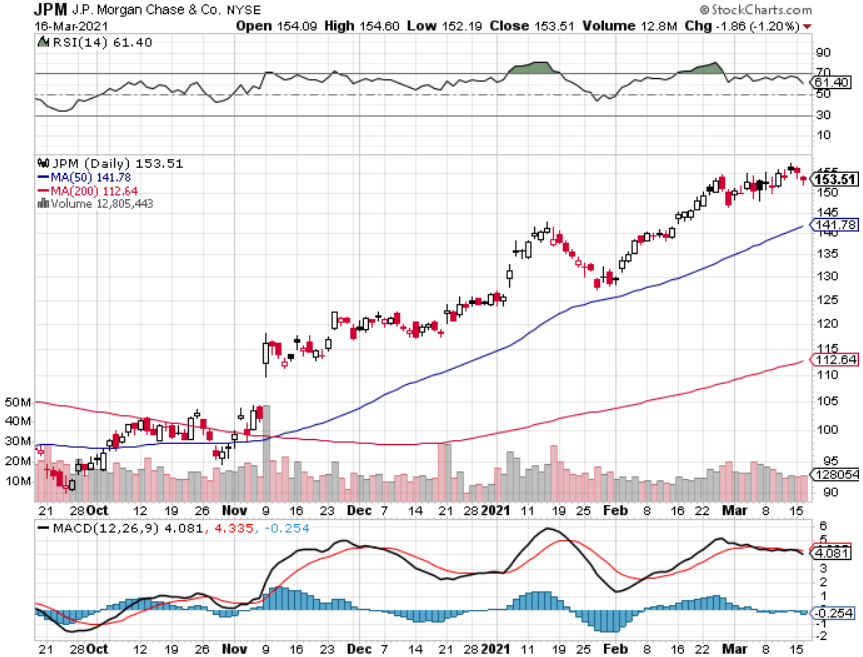 JPM J.P. Morgan Chase & Co. NYSE © StockCharts.com
16-Mar-2021 Open 154.09 High 154.60 Low 152.19 Close 153.51 Volume 12.8M Chg -1.86 (-1.20%)
RSI(14) 61.40
90
70
61.40
50
30
10
JPM (Daily) 153.51
MA(50) 141.78
MA(200) 112.64
Volume 12,805,443
155
153.51
150
145
141.78
140
135
130
125
120
115
112.64
110
105
100
95
90
50M
40M
30M
20M
10M
128054
21 28 Oct 12 19 26 Nov 9 16 23 Dec 7 14 21 28 2021 11 19 25 Feb 8 16 22 Mar 8 15
MACD(12,26,9) 4.081, 4.335, -0.254
6
5
4.081
3
2
1
-0.254
-1
-2
21 28 Oct 12 19 26 Nov 9 16 23 Dec 7 14 21 28 2021 11 19 25 Feb 8 16 22 Mar 8 15